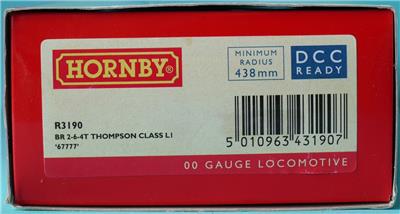 HORNBY
MINIMUM
RADIUS
438mm
DCC
READY
R3190
BR 2-6-4T THOMPSON CLASS L1
'67777'
5 010963 431907
00 GAUGE LOCOMOTIVE